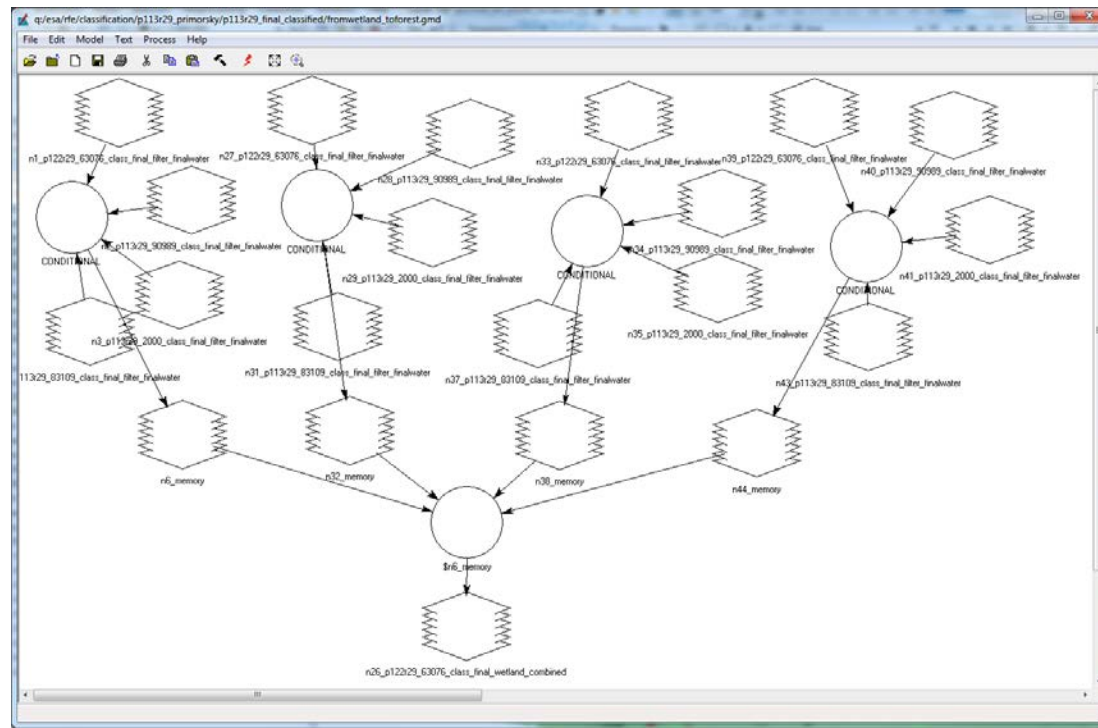 q:/esa/rfe/classification/p113r29_primorsky/p113r29_final_classified/fromwetland_toforest.gmd
File Edit Model Text Process Help
n1_p122r29_63076_class_final_filter_finalwater
n27_p122r29_63076_class_final_filter_finalwater
n33_p122r29_63076_class_final_filter_finalwater
n39_p122r29_63076_class_final_filter_finalwater
n40_p113r29_90989_class_final_filter_finalwater
n28_p113r29_90989_class_final_filter_finalwater
_p113r29_90989_class_final_filter_finalwater
n34_p113r29_90989_class_final_filter_finalwater
CONDITIONAL
CONDITIONAL
CONDITIONAL
CONDITIONAL
n29_p113r29_2000_class_final_filter_finalwater
n41_p113r29_2000_class_final_filter_finalwater
n3_p113r29_2000_class_final_filter_finalwater
n35_p113r29_2000_class_final_filter_finalwater
113r29_83109_class_final_filter_finalwater
n31_p113r29_83109_class_final_filter_finalwater
n37_p113r29_83109_class_final_filter_finalwater
n43_p113r29_83109_class_final_filter_finalwater
n6_memory
n32_memory
n38_memory
n44_memory
$n6_memory
n26_p122r29_63076_class_final_wetland_combined